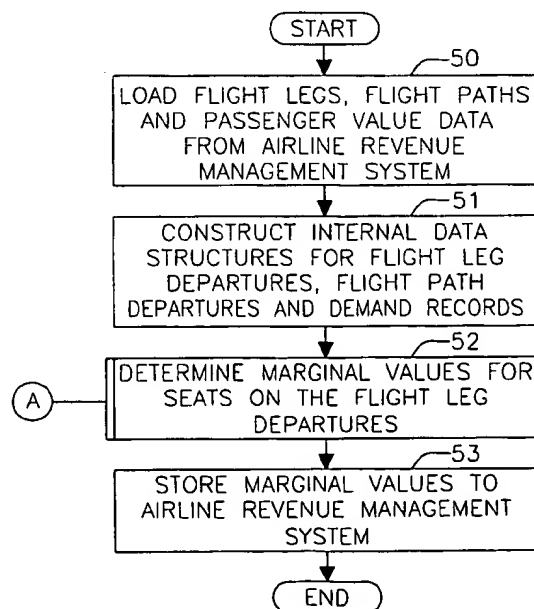 START
50
LOAD FLIGHT LEGS, FLIGHT PATHS
AND PASSENGER VALUE DATA
FROM AIRLINE REVENUE
MANAGEMENT SYSTEM
51
CONSTRUCT INTERNAL DATA
STRUCTURES FOR FLIGHT LEG
DEPARTURES, FLIGHT PATH
DEPARTURES AND DEMAND RECORDS
52
A
DETERMINE MARGINAL VALUES FOR
SEATS ON THE FLIGHT LEG
DEPARTURES
53
STORE MARGINAL VALUES TO
AIRLINE REVENUE MANAGEMENT
SYSTEM
END